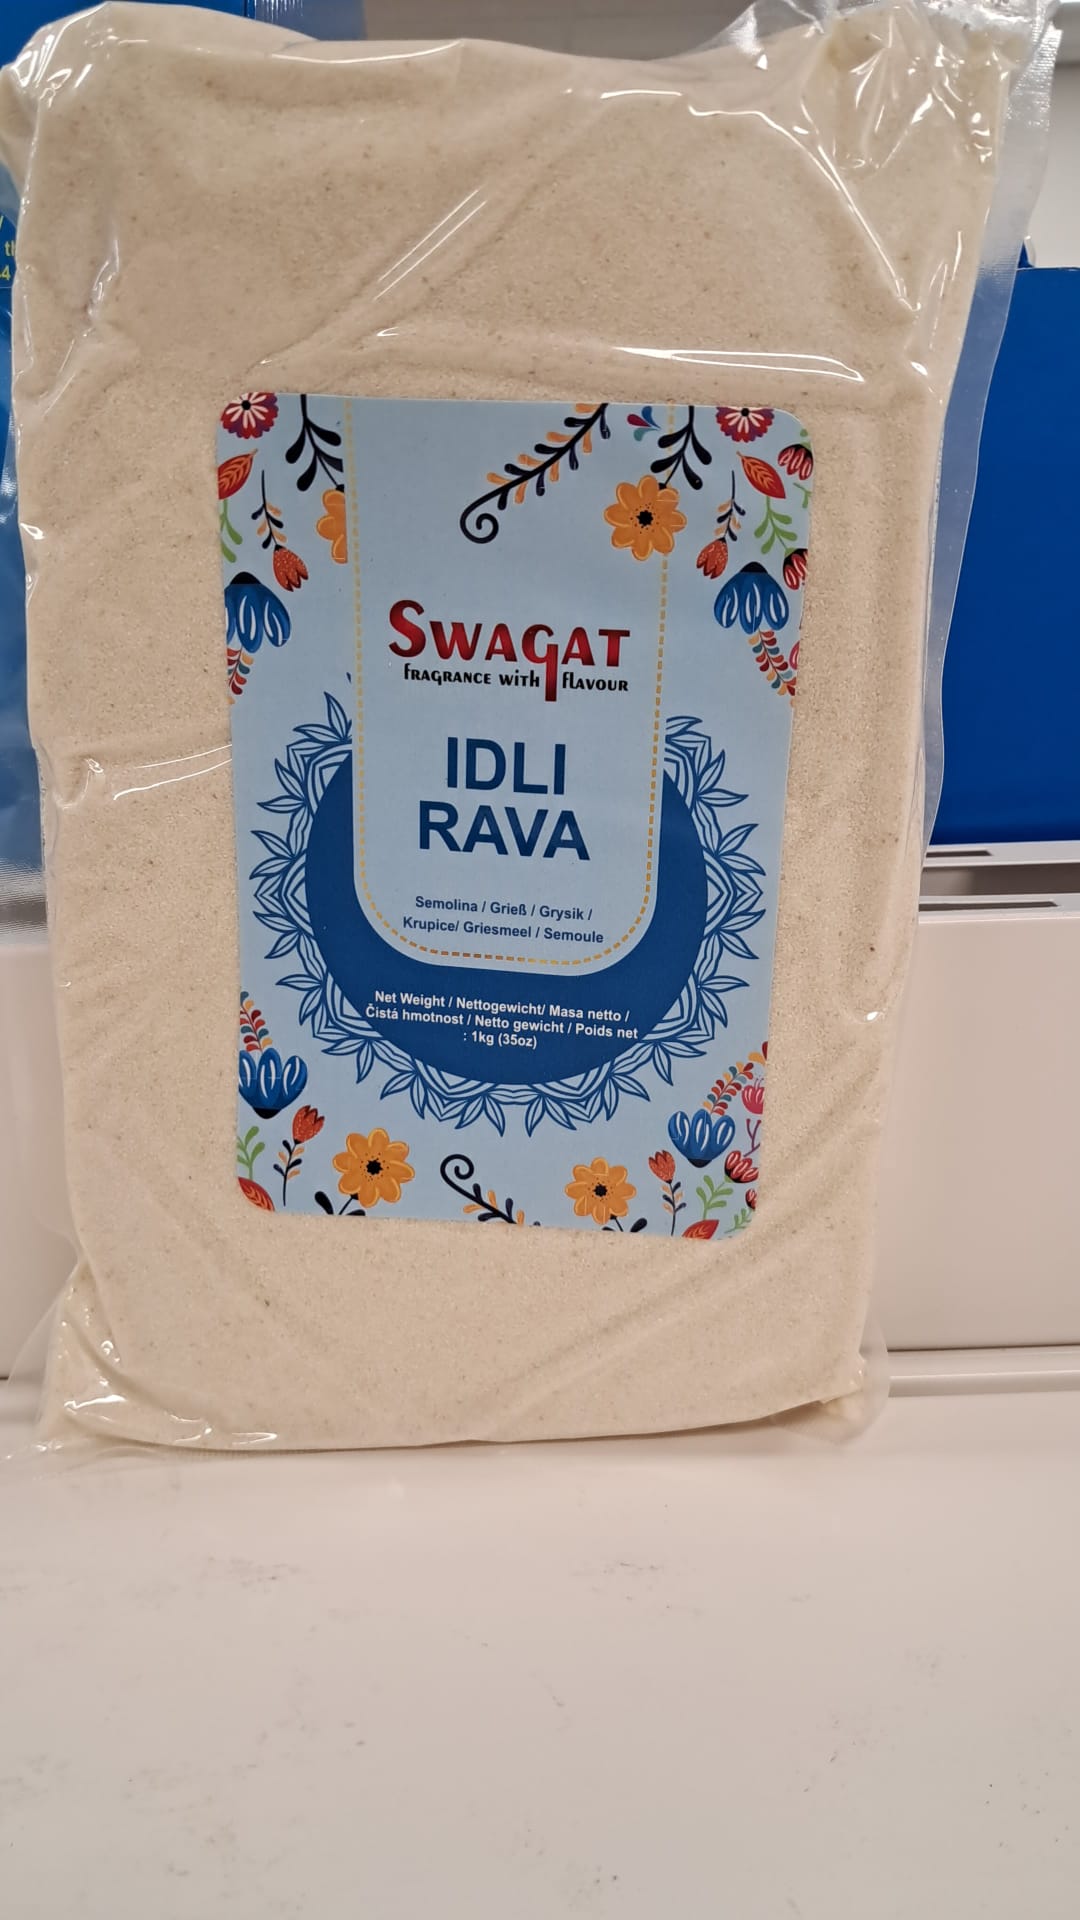 SWAGAT
FRAGRANCE WITH FLAVOUR
IDLI
RAVA
Semolina / Grieß / Grysik /
Krupice/ Griesmeel / Semoule
Net Weight / Nettogewicht/ Masa netto /
Čistá hmotnost / Netto gewicht / Poids net
: 1kg (35oz)